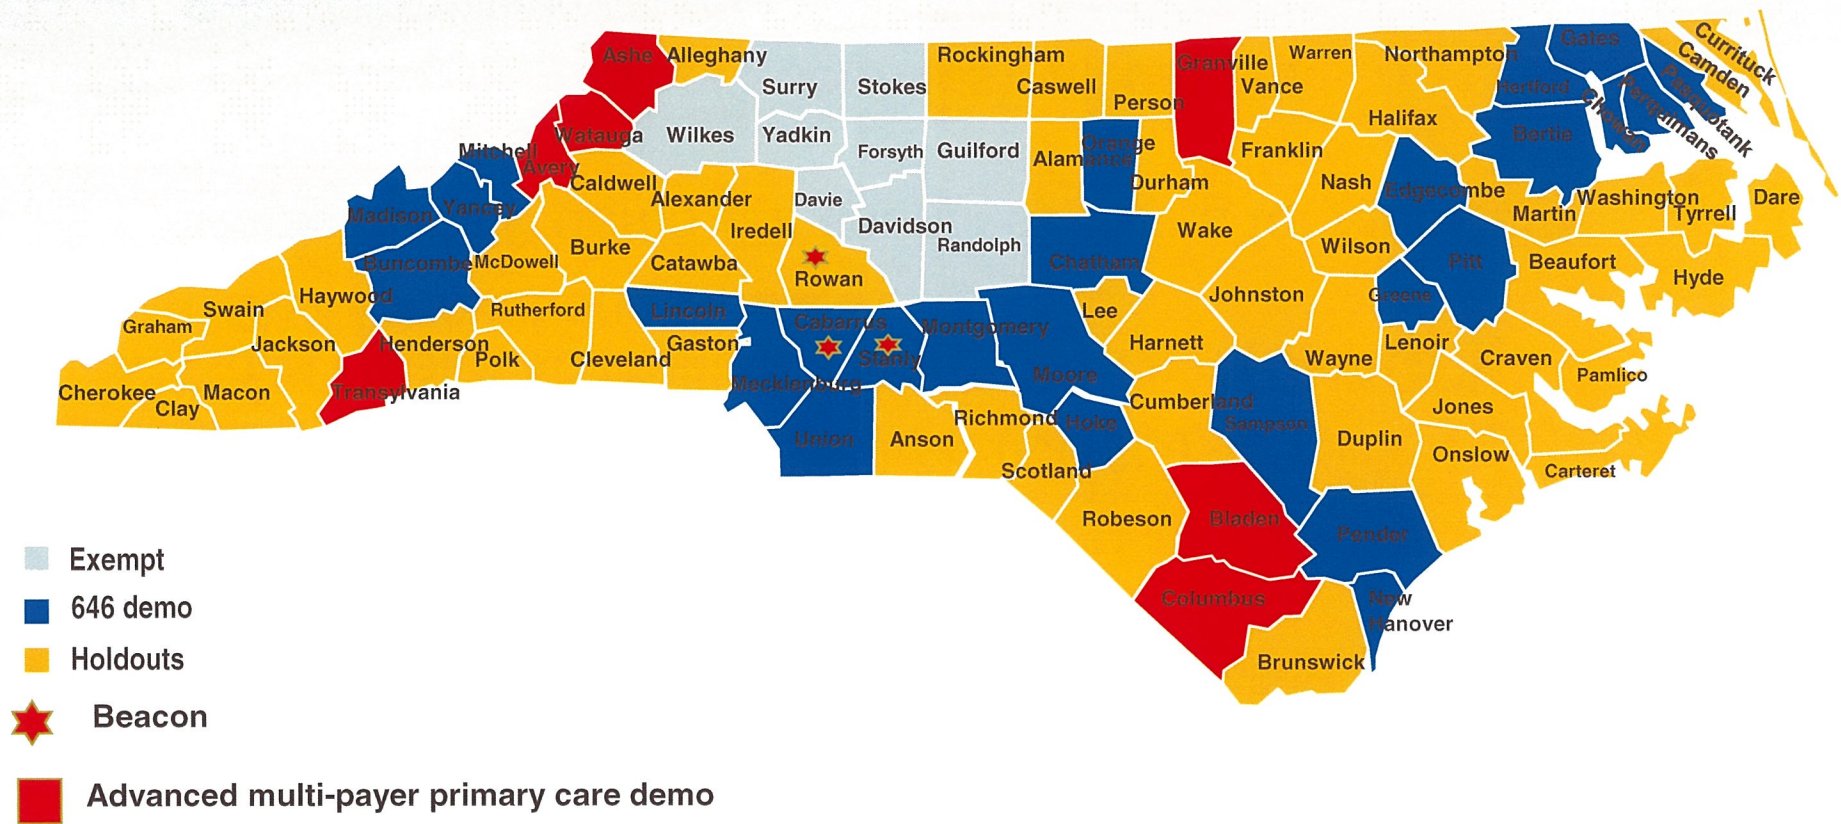 Ashe
Alleghany
Surry
Stokes
Rockingham
Caswell
Person
Granville
Vance
Warren
Northampton
Gates
Hertford
Currituck
Camden
Pasquotank
Perquimans
Chowan
Bertie
Halifax
Watauga
Wilkes
Yadkin
Forsyth
Guilford
Alamance
Orange
Durham
Franklin
Nash
Edgecombe
Martin
Washington
Tyrrell
Dare
Mitchell
Avery
Caldwell
Alexander
Davie
Iredell
Davidson
Randolph
Wake
Wilson
Madison
Yancey
Burke
Buncombe
McDowell
Catawba
Rowan
Chatham
Pitt
Beaufort
Hyde
Swain
Haywood
Rutherford
Lincoln
Cabarrus
Montgomery
Lee
Johnston
Greene
Graham
Jackson
Henderson
Polk
Cleveland
Gaston
Stanly
Harnett
Wayne
Lenoir
Craven
Pamlico
Cherokee
Clay
Macon
Transylvania
Mecklenburg
Moore
Cumberland
Sampson
Jones
Union
Anson
Richmond
Hoke
Scotland
Duplin
Onslow
Carteret
Robeson
Bladen
Pender
Columbus
New
Hanover
Brunswick
Exempt
646 demo
Holdouts
Beacon
Advanced multi-payer primary care demo